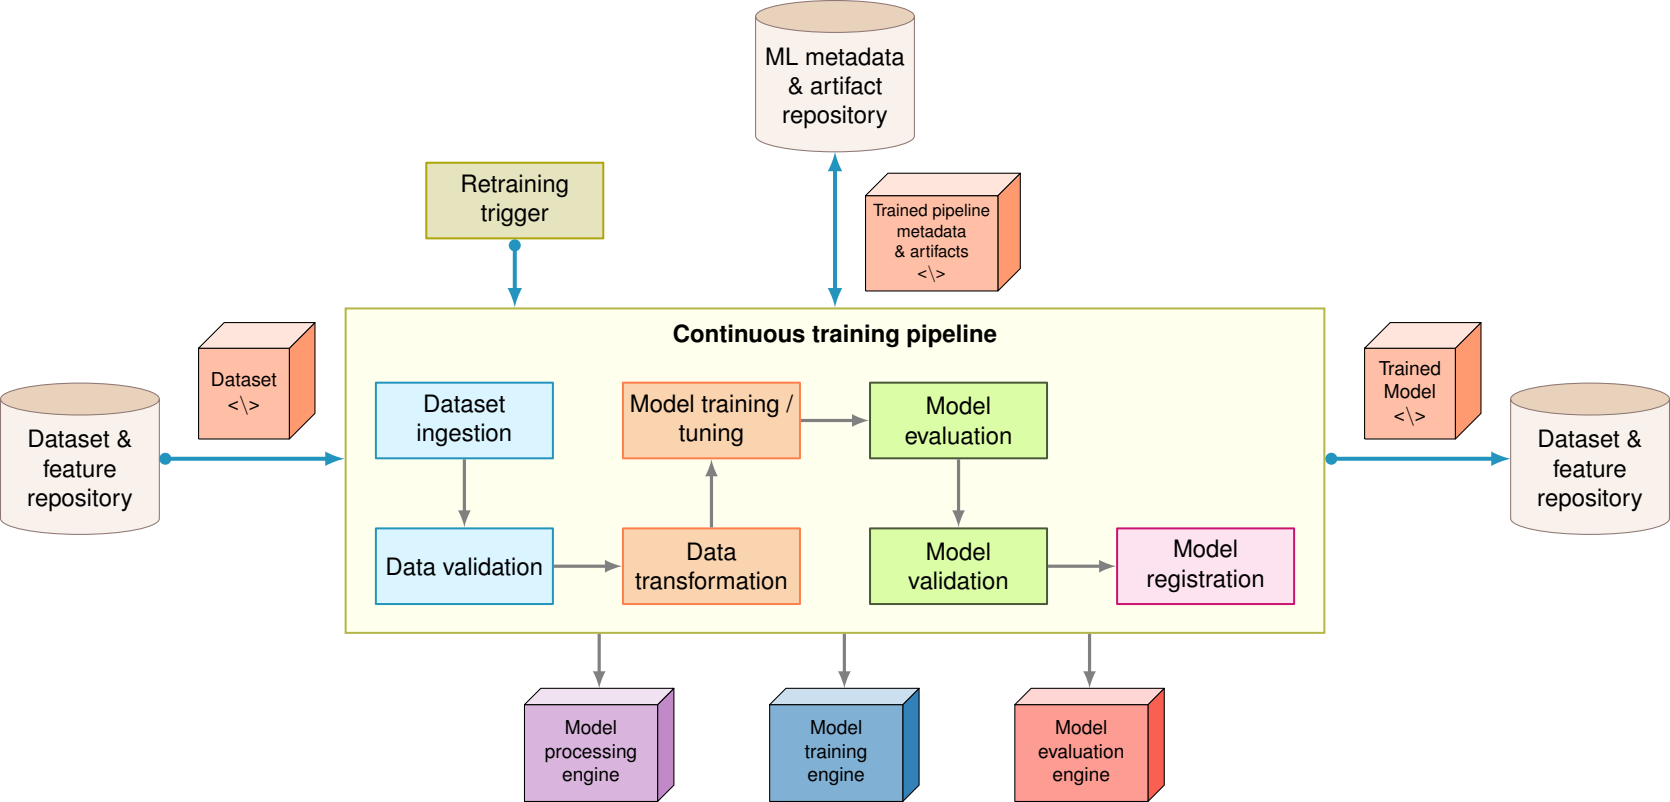 ML metadata
& artifact
repository
Retraining
trigger
Trained pipeline
metadata
& artifacts
<\>
Continuous training pipeline
Dataset
<\>
Trained
Model
<\>
Dataset &
feature
repository
Dataset
ingestion
Model training /
tuning
Model
evaluation
Dataset &
feature
repository
Data validation
Data
transformation
Model
validation
Model
registration
Model
processing
engine
Model
training
engine
Model
evaluation
engine